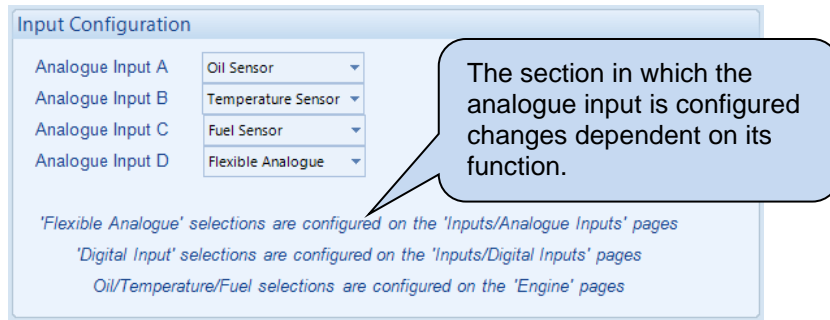 Input Configuration
Analogue Input A Oil Sensor
Analogue Input B Temperature Sensor
Analogue Input C Fuel Sensor
Analogue Input D Flexible Analogue
The section in which the
analogue input is configured
changes dependent on its
function.
'Flexible Analogue' selections are configured on the 'Inputs/Analogue Inputs' pages
'Digital Input' selections are configured on the 'Inputs/Digital Inputs' pages
Oil/Temperature/Fuel selections are configured on the 'Engine' pages